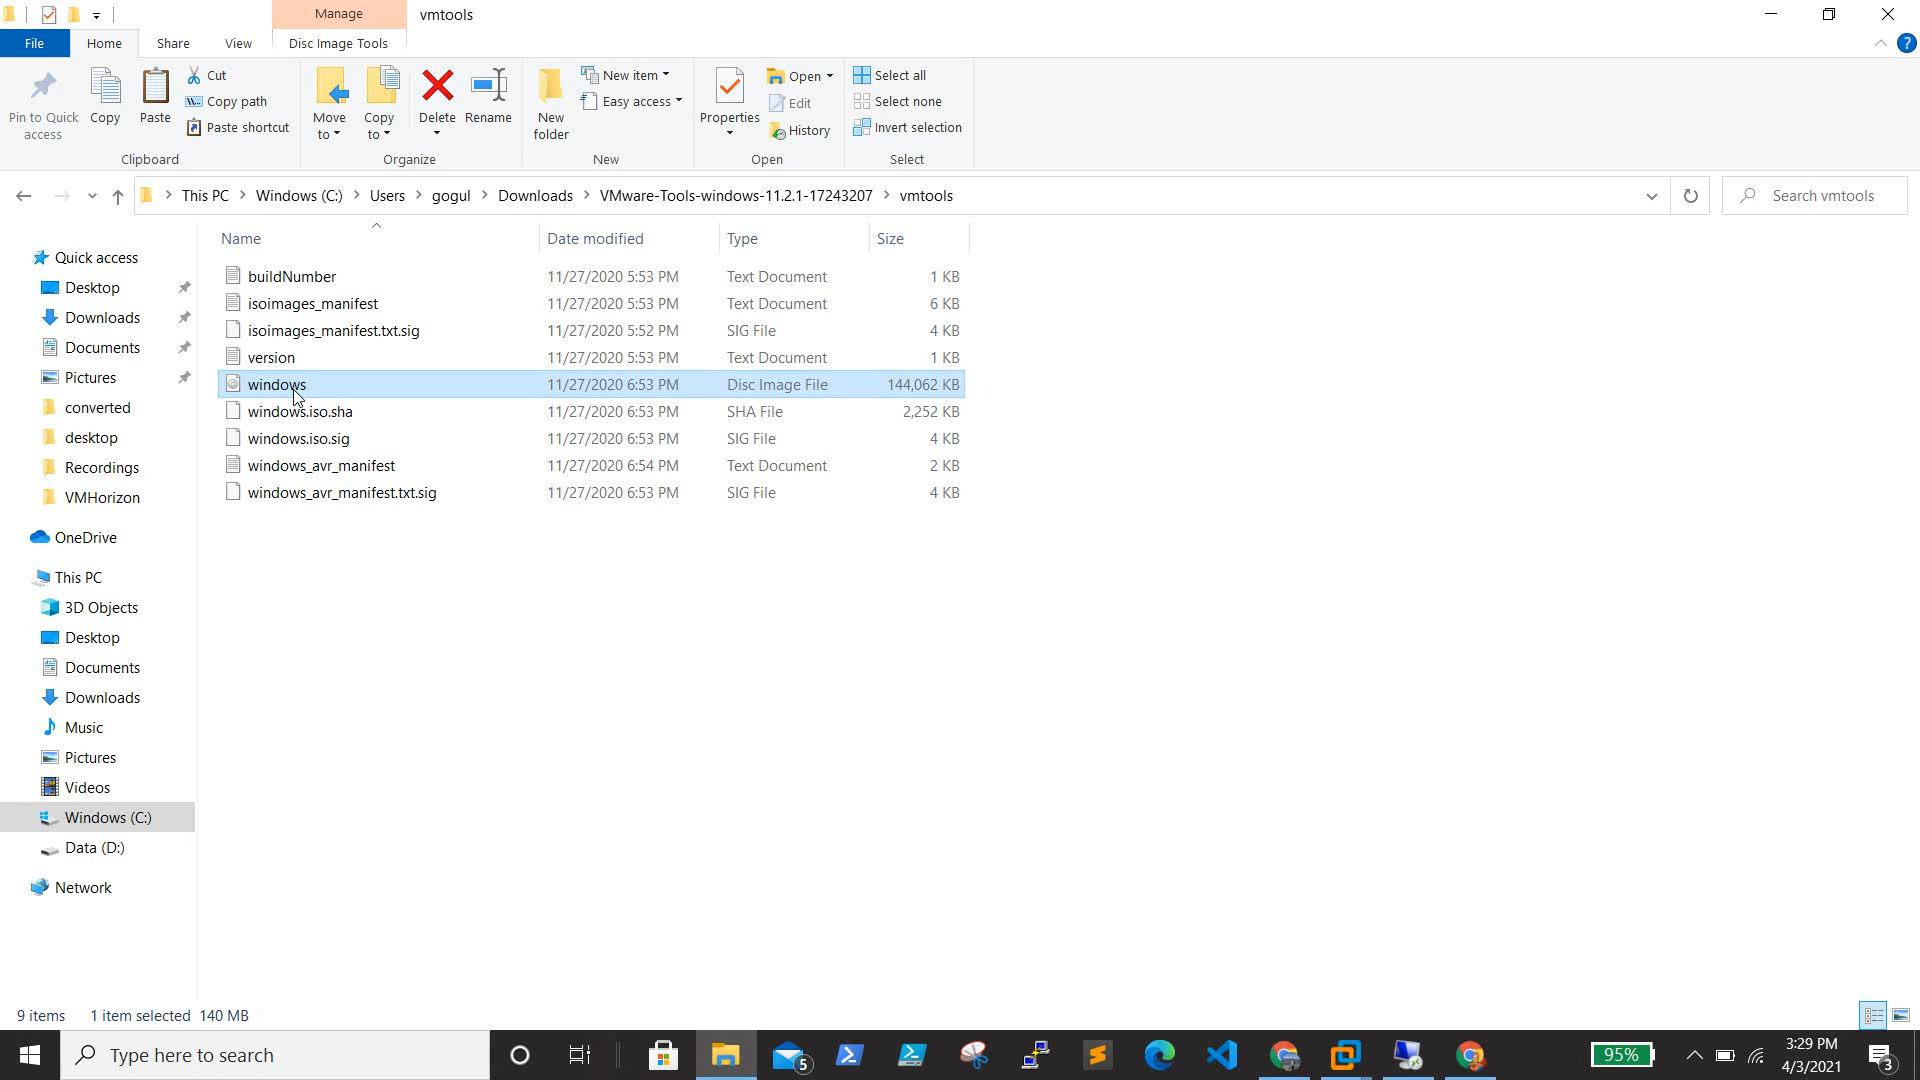 Manage
vmtools
File
Home
Share
View
Disc Image Tools
?
Pin to Quick
access
Copy
Paste
Cut
Copy path
Paste shortcut
Clipboard
Move
to
Copy
to
Delete
Rename
Organize
New
folder
New item
Easy access
New
Properties
Open
Edit
History
Open
Select all
Select none
Invert selection
Select
This PC > Windows (C:) > Users > gogul > Downloads > VMware-Tools-windows-11.2.1-17243207 > vmtools
Search vmtools
Name Date modified Type Size
buildNumber 11/27/2020 5:53 PM Text Document 1 KB
isoimages_manifest 11/27/2020 5:53 PM Text Document 6 KB
isoimages_manifest.txt.sig 11/27/2020 5:52 PM SIG File 4 KB
version 11/27/2020 5:53 PM Text Document 1 KB
windows 11/27/2020 6:53 PM Disc Image File 144,062 KB
windows.iso.sha 11/27/2020 6:53 PM SHA File 2,252 KB
windows.iso.sig 11/27/2020 6:53 PM SIG File 4 KB
windows_avr_manifest 11/27/2020 6:54 PM Text Document 2 KB
windows_avr_manifest.txt.sig 11/27/2020 6:53 PM SIG File 4 KB
Quick access
Desktop
Downloads
Documents
Pictures
converted
desktop
Recordings
VMHorizon
OneDrive
This PC
3D Objects
Desktop
Documents
Downloads
Music
Pictures
Videos
Windows (C:)
Data (D:)
Network
9 items 1 item selected 140 MB
Type here to search
5
95%
3:29 PM
4/3/2021
3